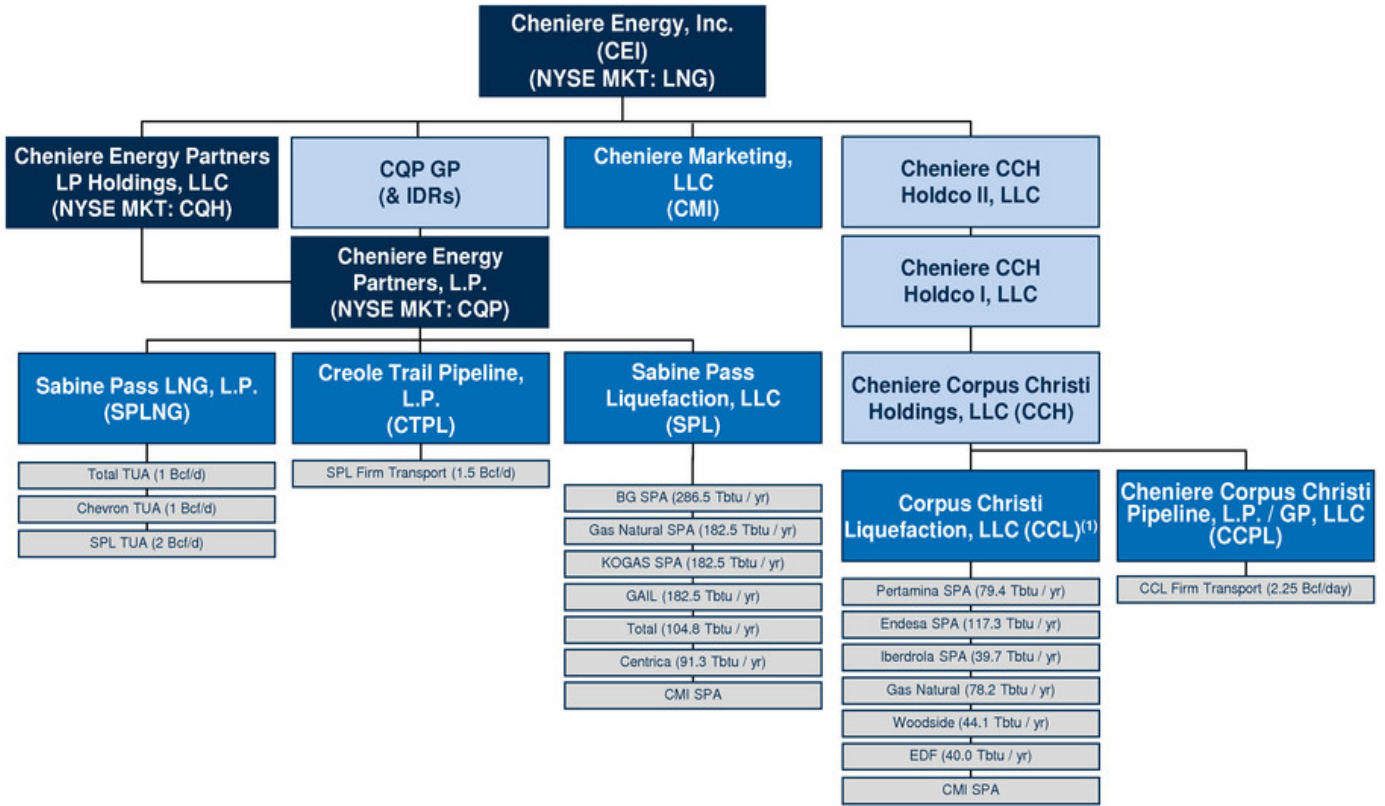 Cheniere Energy, Inc.
(CEI)
(NYSE MKT: LNG)
Cheniere Energy Partners
LP Holdings, LLC
(NYSE MKT: CQH)
CQP GP
(& IDRs)
Cheniere Marketing,
LLC
(CMI)
Cheniere CCH
Holdco II, LLC
Cheniere Energy
Partners, L.P.
(NYSE MKT: CQP)
Cheniere CCH
Holdco I, LLC
Sabine Pass LNG, L.P.
(SPLNG)
Creole Trail Pipeline,
L.P.
(CTPL)
Sabine Pass
Liquefaction, LLC
(SPL)
Cheniere Corpus Christi
Holdings, LLC (CCH)
Total TUA (1 Bcf/d)
Chevron TUA (1 Bcf/d)
SPL TUA (2 Bcf/d)
SPL Firm Transport (1.5 Bcf/d)
BG SPA (286.5 Tbtu / yr)
Gas Natural SPA (182.5 Tbtu / yr)
KOGAS SPA (182.5 Tbtu / yr)
GAIL (182.5 Tbtu / yr)
Total (104.8 Tbtu / yr)
Centrica (91.3 Tbtu / yr)
CMI SPA
Corpus Christi
Liquefaction, LLC (CCL)(1)
Pertamina SPA (79.4 Tbtu / yr)
Endesa SPA (117.3 Tbtu / yr)
Iberdrola SPA (39.7 Tbtu / yr)
Gas Natural (78.2 Tbtu / yr)
Woodside (44.1 Tbtu / yr)
EDF (40.0 Tbtu / yr)
CMI SPA
Cheniere Corpus Christi
Pipeline, L.P. / GP, LLC
(CCPL)
CCL Firm Transport (2.25 Bcf/day)